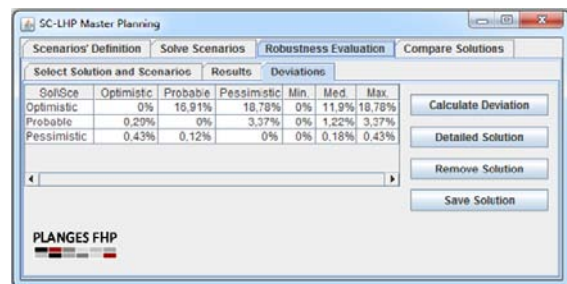 SC-LHP Master Planning
Scenarios' Definition Solve Scenarios Robustness Evaluation Compare Solutions
Select Solution and Scenarios Results Deviations
Sol\Sce Optimistic Probable Pessimistic Min. Med. Max.
Optimistic 0% 16,91% 18,78% 0% 11,9% 18,78%
Probable 0,29% 0% 3,37% 0% 1,22% 3,37%
Pessimistic 0,43% 0,12% 0% 0% 0,18% 0,43%
Calculate Deviation
Detailed Solution
Remove Solution
Save Solution
PLANGES FHP